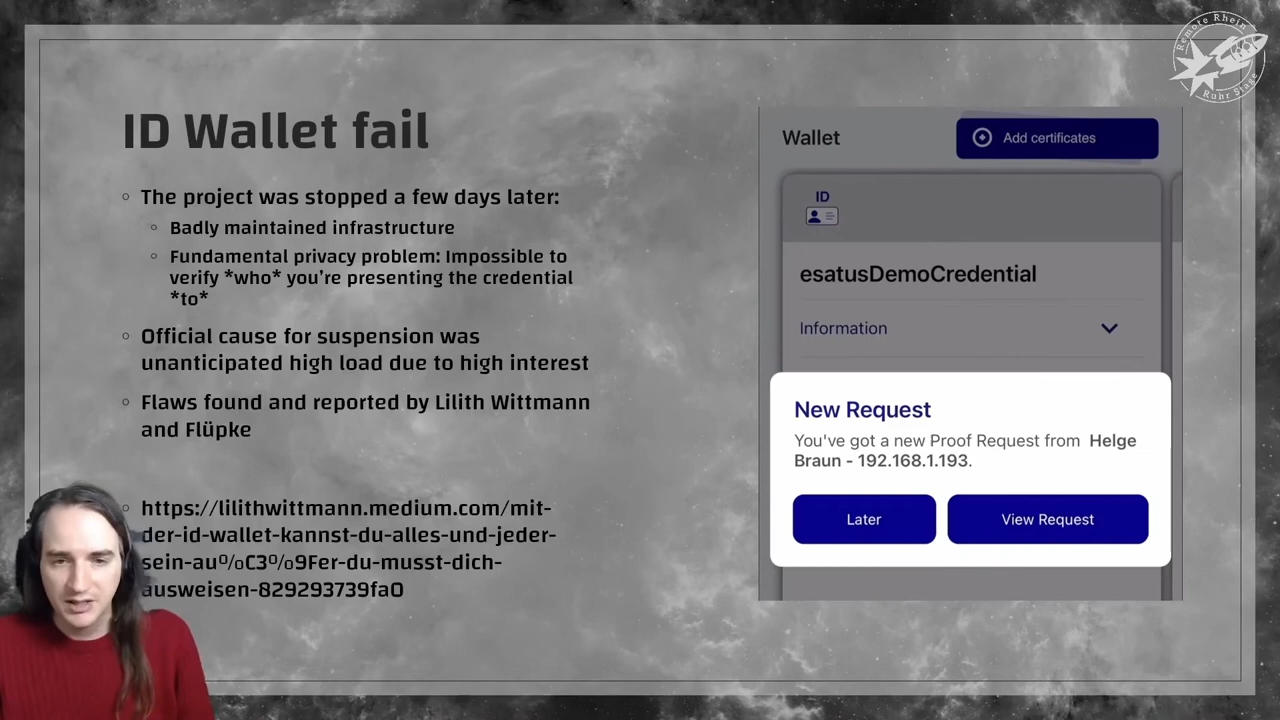 Remote Rhein
Ruhr Stage
ID Wallet fail
The project was stopped a few days later:
Badly maintained infrastructure
Fundamental privacy problem: Impossible to
verify *who* you're presenting the credential
*to*
Official cause for suspension was
unanticipated high load due to high interest
Flaws found and reported by Lilith Wittmann
and Flüpke
https://lilithwittmann.medium.com/mit-
der-id-wallet-kannst-du-alles-und-jeder-
sein-au%C3%9Fer-du-musst-dich-
ausweisen-829293739fa0
Wallet
Add certificates
ID
esatusDemoCredential
Information
New Request
You've got a new Proof Request from Helge
Braun - 192.168.1.193.
Later
View Request